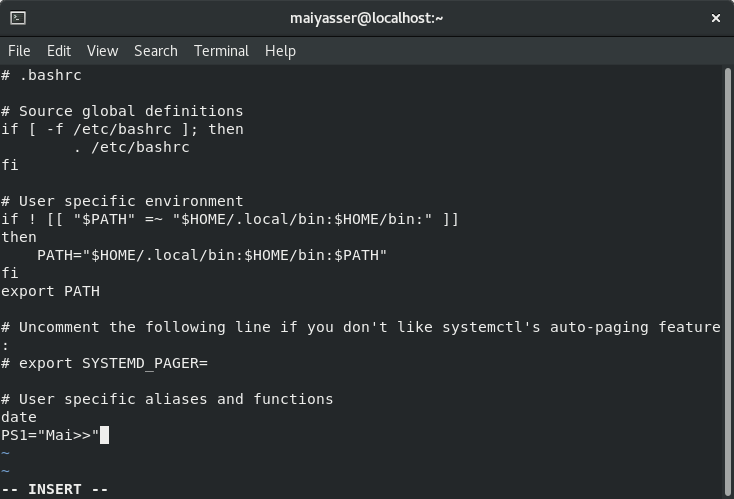 maiyasser@localhost:~
File Edit View Search Terminal Help
# .bashrc

# Source global definitions
if [ -f /etc/bashrc ]; then
        . /etc/bashrc
fi

# User specific environment
if ! [[ "$PATH" =~ "$HOME/.local/bin:$HOME/bin:" ]]
then
    PATH="$HOME/.local/bin:$HOME/bin:$PATH"
fi
export PATH

# Uncomment the following line if you don't like systemctl's auto-paging feature
:
# export SYSTEMD_PAGER=

# User specific aliases and functions
date
PS1="Mai>>"
~
~
-- INSERT --